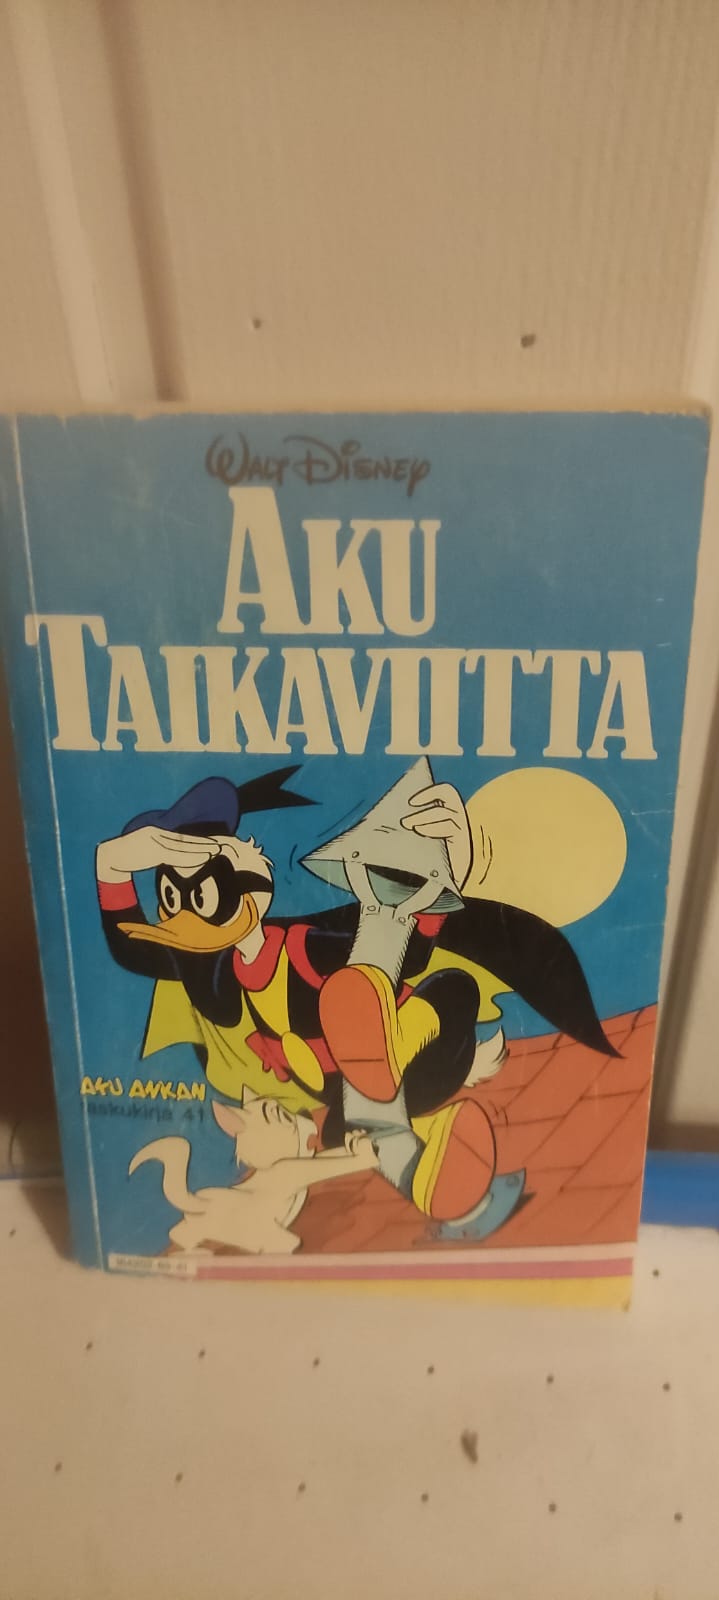 WALT DISNEY
AKU
TAIKAVIITTA
AKU ANKAN
taskukirja 41